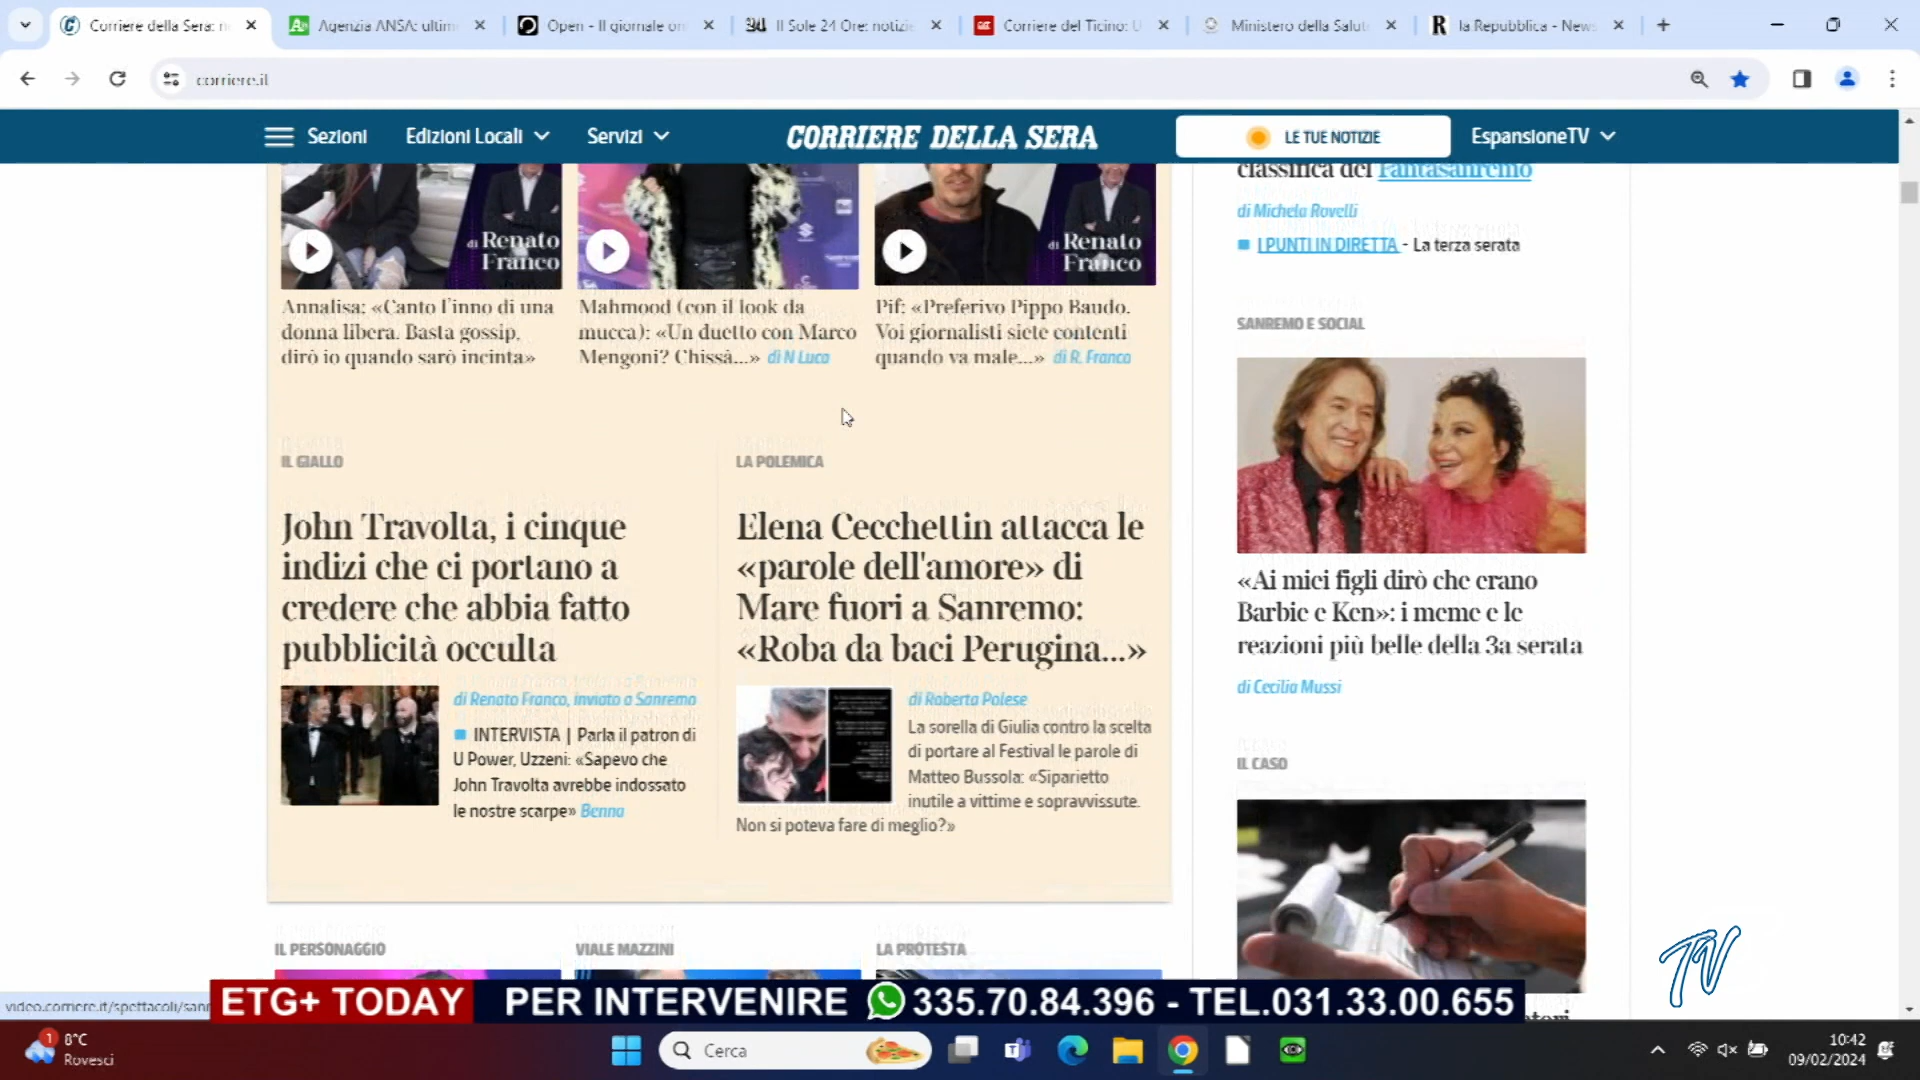 Corriere della Sera: n
Agenzia ANSA: ultim
Open - Il giornale on
Il Sole 24 Ore: notizie
Corriere del Ticino: U
Ministero della Salut
la Repubblica - News
corriere.it
Sezioni
Edizioni Locali
Servizi
CORRIERE DELLA SERA
LE TUE NOTIZIE
EspansioneTV
di Renato
Franco
di Renato
Franco
Annalisa: «Canto l'inno di una
donna libera. Basta gossip,
dirò io quando sarò incinta»
Mahmood (con il look da
mucca): «Un duetto con Marco
Mengoni? Chissà...» di N Luca
Pif: «Preferivo Pippo Baudo.
Voi giornalisti siete contenti
quando va male...» di R. Franco
IL GIALLO
John Travolta, i cinque
indizi che ci portano a
credere che abbia fatto
pubblicità occulta
di Renato Franco, inviato a Sanremo
INTERVISTA | Parla il patron di
U Power, Uzzeni: «Sapevo che
John Travolta avrebbe indossato
le nostre scarpe» Benna
LA POLEMICA
Elena Cecchettin attacca le
«parole dell'amore» di
Mare fuori a Sanremo:
«Roba da baci Perugina...»
di Roberta Polese
La sorella di Giulia contro la scelta
di portare al Festival le parole di
Matteo Bussola: «Siparietto
inutile a vittime e sopravvissute.
Non si poteva fare di meglio?»
classifica del Fantasanremo
di Michela Rovelli
I PUNTI IN DIRETTA - La terza serata
SANREMO E SOCIAL
«Ai miei figli dirò che erano
Barbie e Ken»: i meme e le
reazioni più belle della 3a serata
di Cecilia Mussi
IL CASO
IL PERSONAGGIO
VIALE MAZZINI
LA PROTESTA
TV
video.corriere.it/spettacoli/sanr
ETG+ TODAY
PER INTERVENIRE 335.70.84.396 - TEL.031.33.00.655
1
8°C
Rovesci
Cerca
10:42
09/02/2024